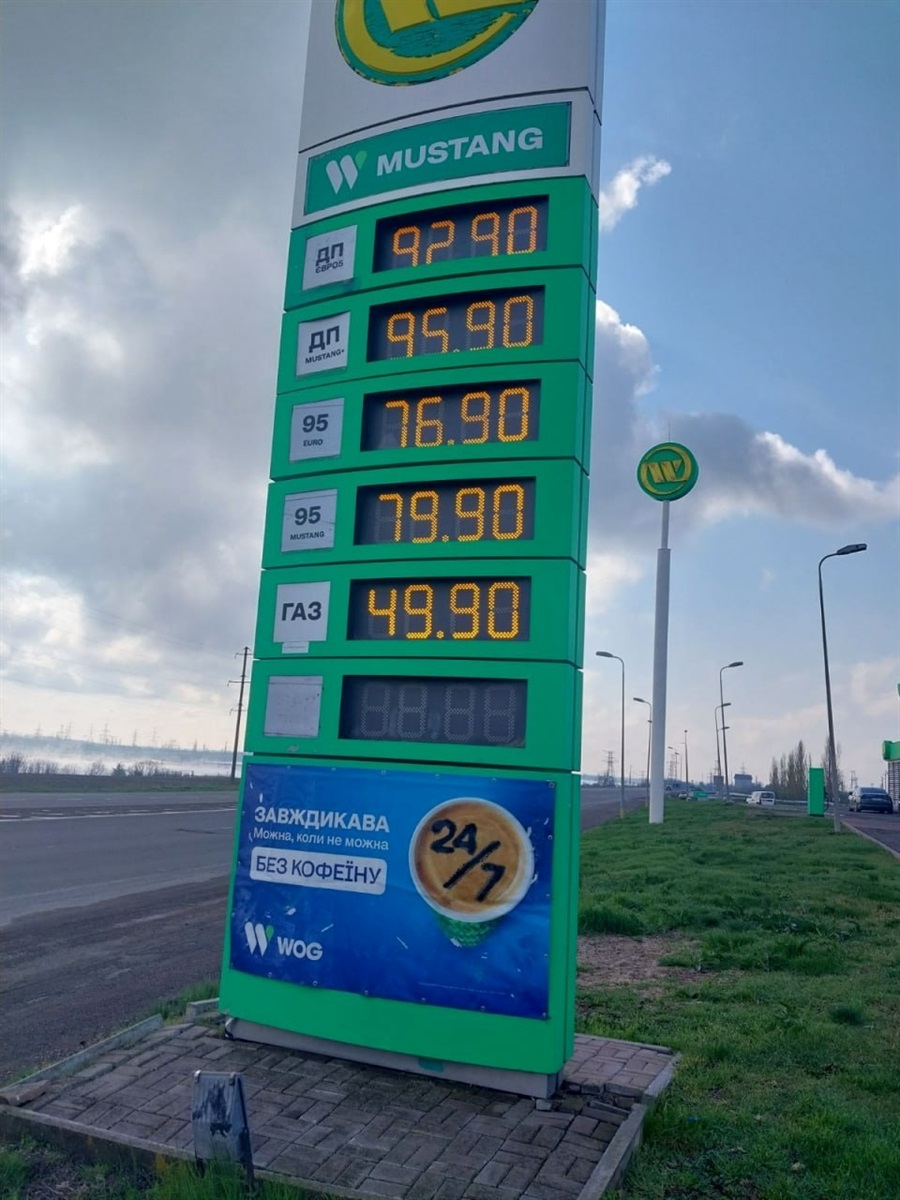 MUSTANG
ДП 92.90
ЄВРО5
ДП 95.90
MUSTANG+
95 76.90
EURO
95 79.90
MUSTANG
ГАЗ 49.90
ЗАВЖДИКАВА
Можна, коли не можна
БЕЗ КОФЕЇНУ
24/7
WOG